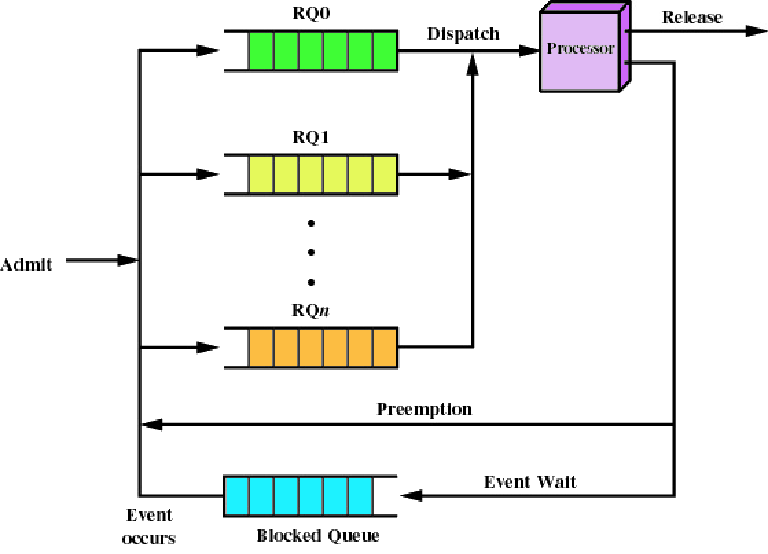 RQ0
Dispatch
Release
Processor
RQ1
Admit
RQn
Preemption
Event Wait
Event
occurs
Blocked Queue